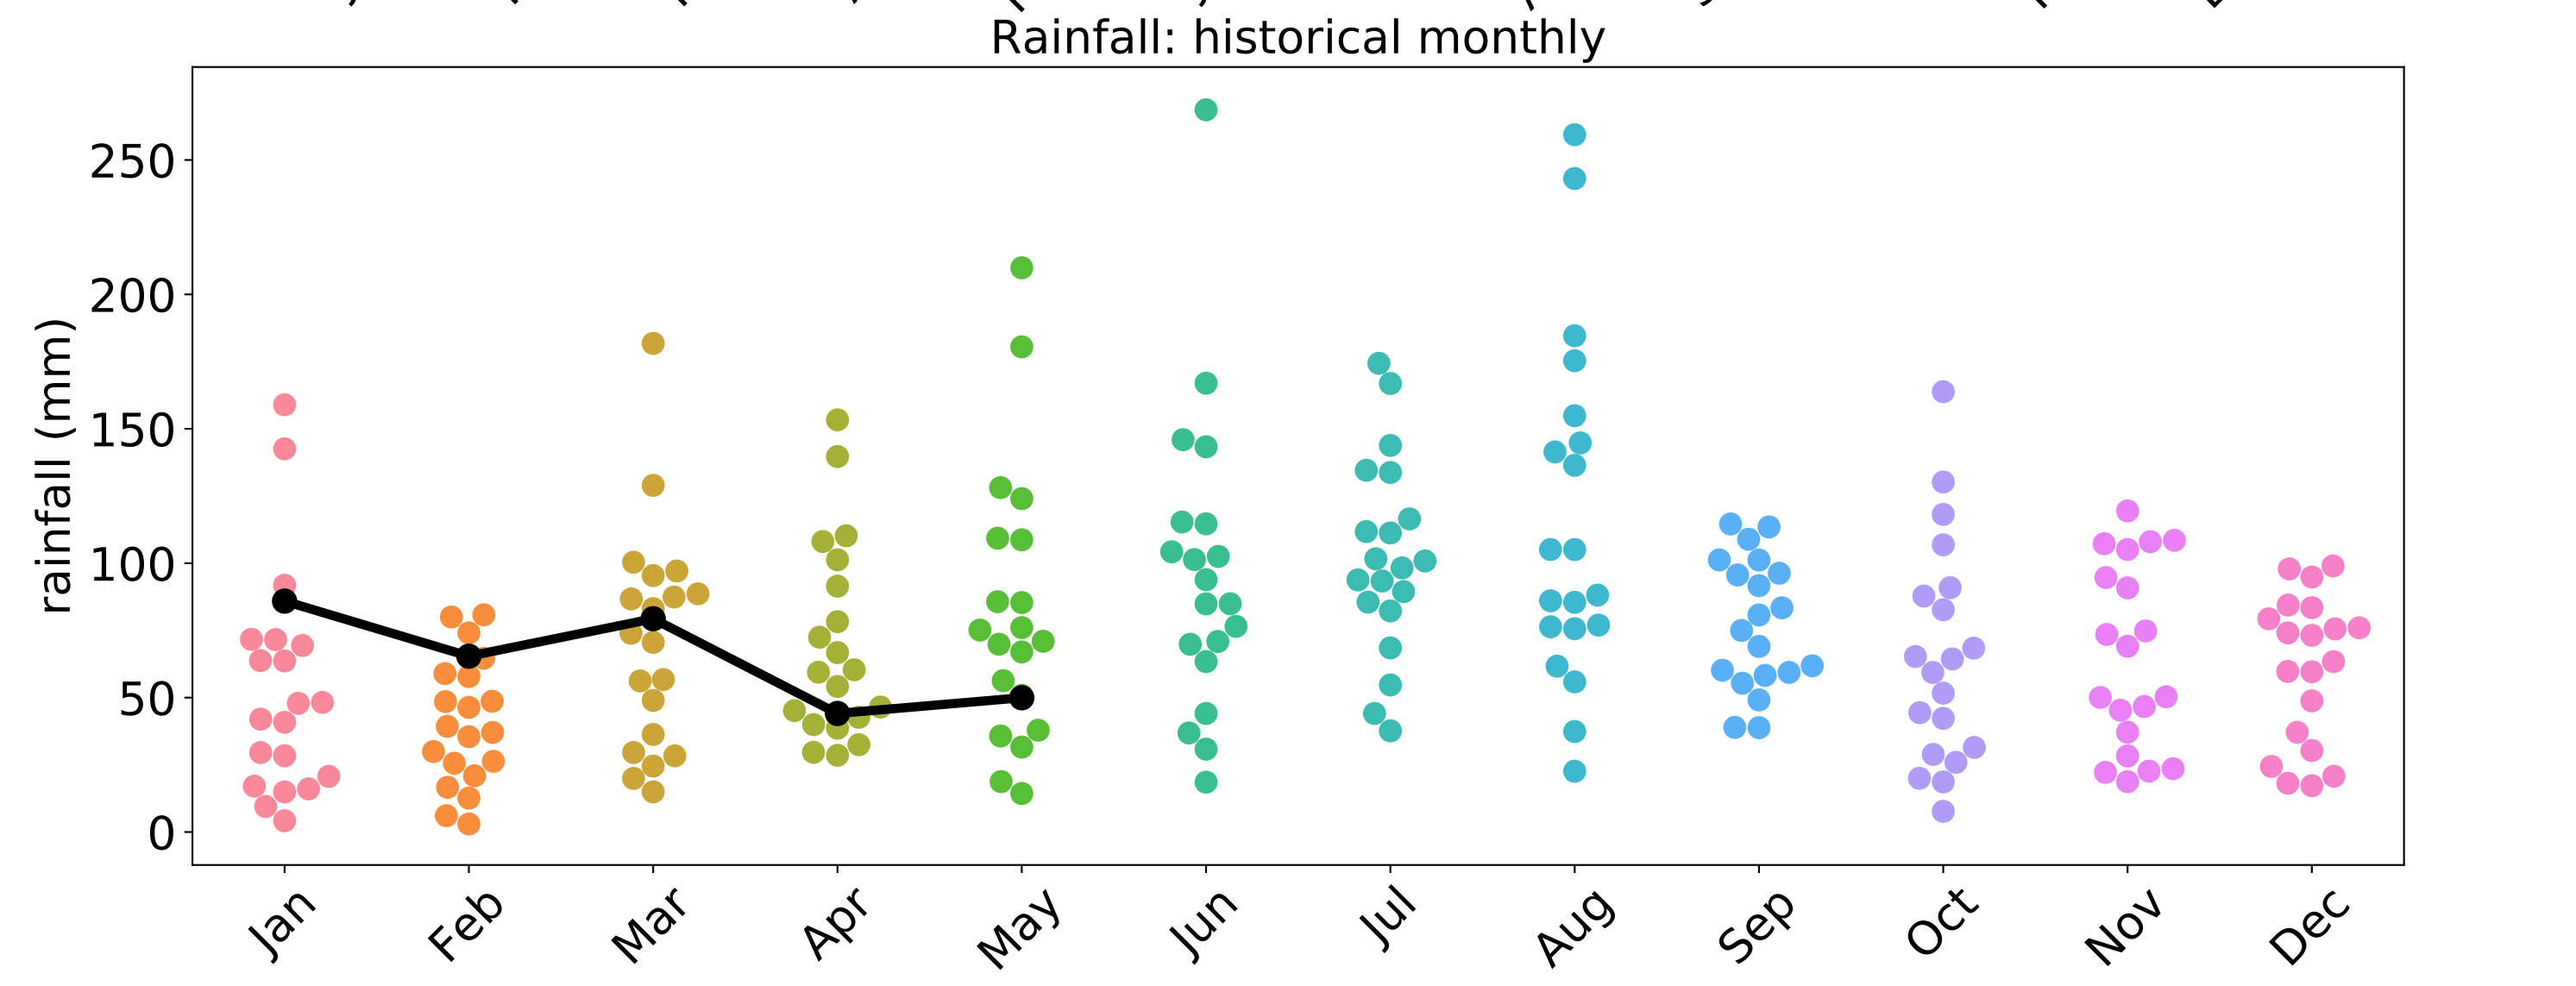 Rainfall: historical monthly
rainfall (mm)
250
200
150
100
50
0
Jan
Feb
Mar
Apr
May
Jun
Jul
Aug
Sep
Oct
Nov
Dec